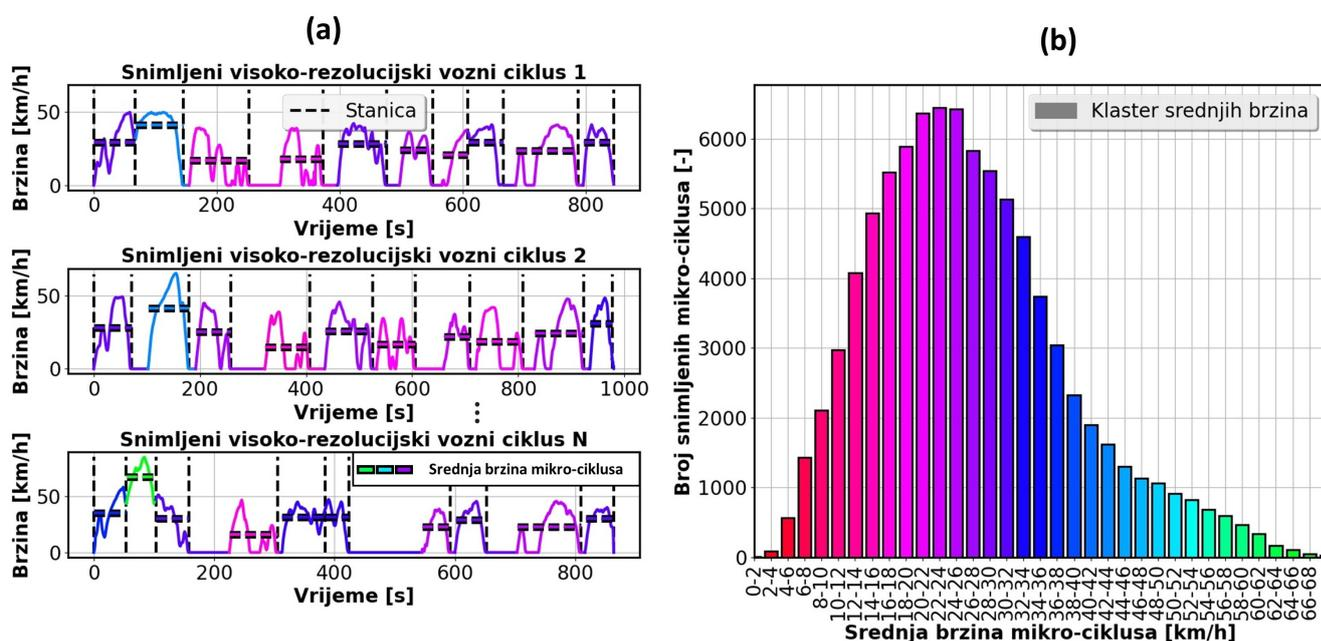 (a)
Snimljeni visoko-rezolucijski vozni ciklus 1
Brzina [km/h]
50
0
Stanica
0 200 400 600 800
Vrijeme [s]
Snimljeni visoko-rezolucijski vozni ciklus 2
Brzina [km/h]
50
0
0 200 400 600 800 1000
Vrijeme [s]
Snimljeni visoko-rezolucijski vozni ciklus N
Brzina [km/h]
50
0
Srednja brzina mikro-ciklusa
0 200 400 600 800
Vrijeme [s]
(b)
Klaster srednjih brzina
Broj snimljenih mikro-ciklusa [-]
6000
5000
4000
3000
2000
1000
0
0-2
2-4
4-6
6-8
8-10
10-12
12-14
14-16
16-18
18-20
20-22
22-24
24-26
26-28
28-30
30-32
32-34
34-36
36-38
38-40
40-42
42-44
44-46
46-48
48-50
50-52
52-54
54-56
56-58
58-60
60-62
62-64
64-66
66-68
Srednja brzina mikro-ciklusa [km/h]